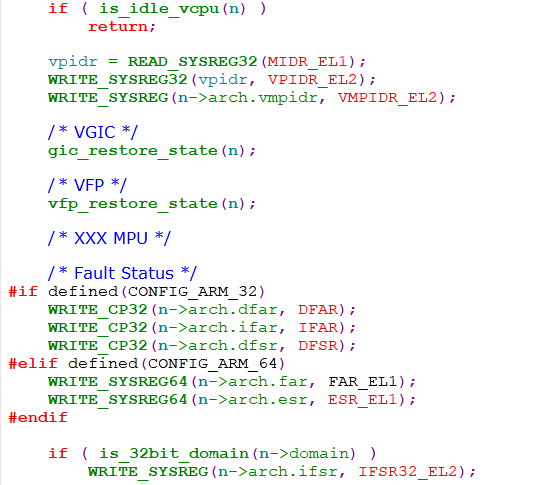 if ( is_idle_vcpu(n) )
return;
vpidr = READ_SYSREG32(MIDR_EL1);
WRITE_SYSREG32(vpidr, VPIDR_EL2);
WRITE_SYSREG(n->arch.vmpidr, VMPIDR_EL2);
/* VGIC */
gic_restore_state(n);
/* VFP */
vfp_restore_state(n);
/* XXX MPU */
/* Fault Status */
#if defined(CONFIG_ARM_32)
WRITE_CP32(n->arch.dfar, DFAR);
WRITE_CP32(n->arch.ifar, IFAR);
WRITE_CP32(n->arch.dfsr, DFSR);
#elif defined(CONFIG_ARM_64)
WRITE_SYSREG64(n->arch.far, FAR_EL1);
WRITE_SYSREG64(n->arch.esr, ESR_EL1);
#endif
if ( is_32bit_domain(n->domain) )
WRITE_SYSREG(n->arch.ifsr, IFSR32_EL2);